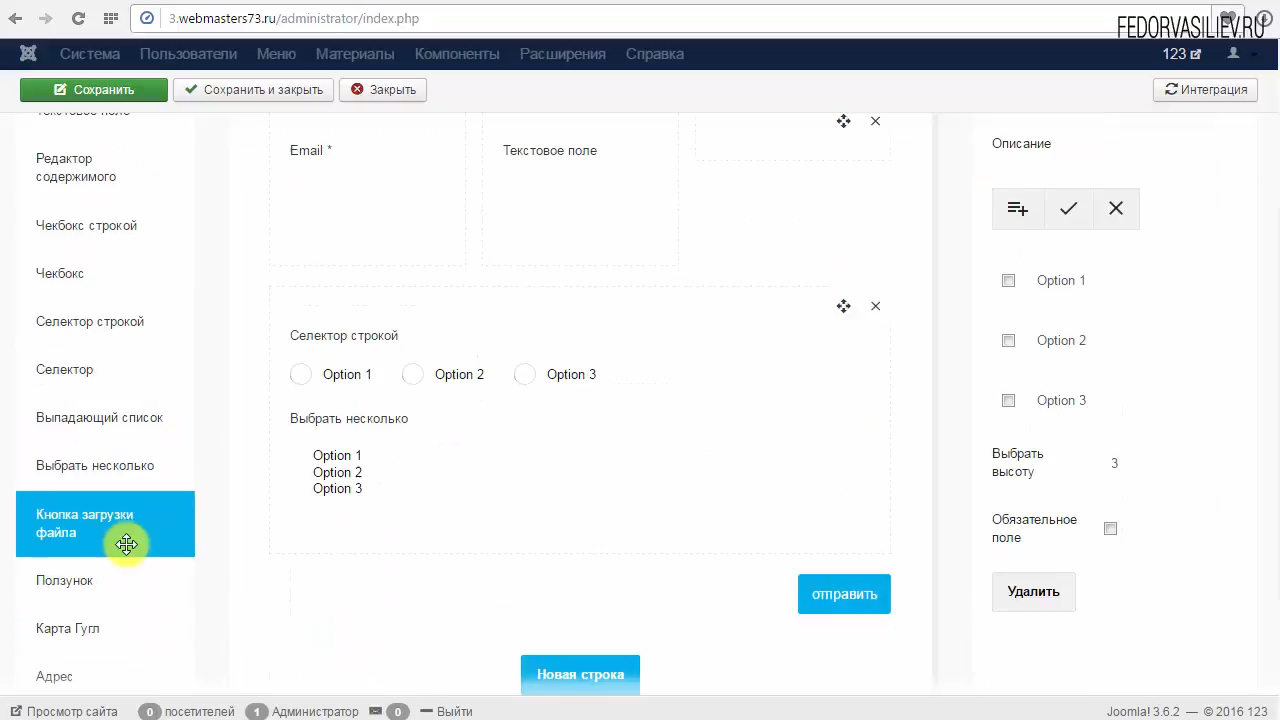 3.webmasters73.ru/administrator/index.php
FEDORVASILIEV.RU
Система Пользователи Меню Материалы Компоненты Расширения Справка 123
Сохранить Сохранить и закрыть Закрыть Интеграция
Текстовое поле
Редактор
содержимого
Чекбокс строкой
Чекбокс
Селектор строкой
Селектор
Выпадающий список
Выбрать несколько
Кнопка загрузки
файла
Ползунок
Карта Гугл
Адрес
Email *
Текстовое поле
Селектор строкой
Option 1 Option 2 Option 3
Выбрать несколько
Option 1
Option 2
Option 3
отправить
Новая строка
Описание
Option 1
Option 2
Option 3
Выбрать
высоту
3
Обязательное
поле
Удалить
Просмотр сайта 0 посетителей 1 Администратор 0 Выйти
Joomla! 3.6.2 — © 2016 123